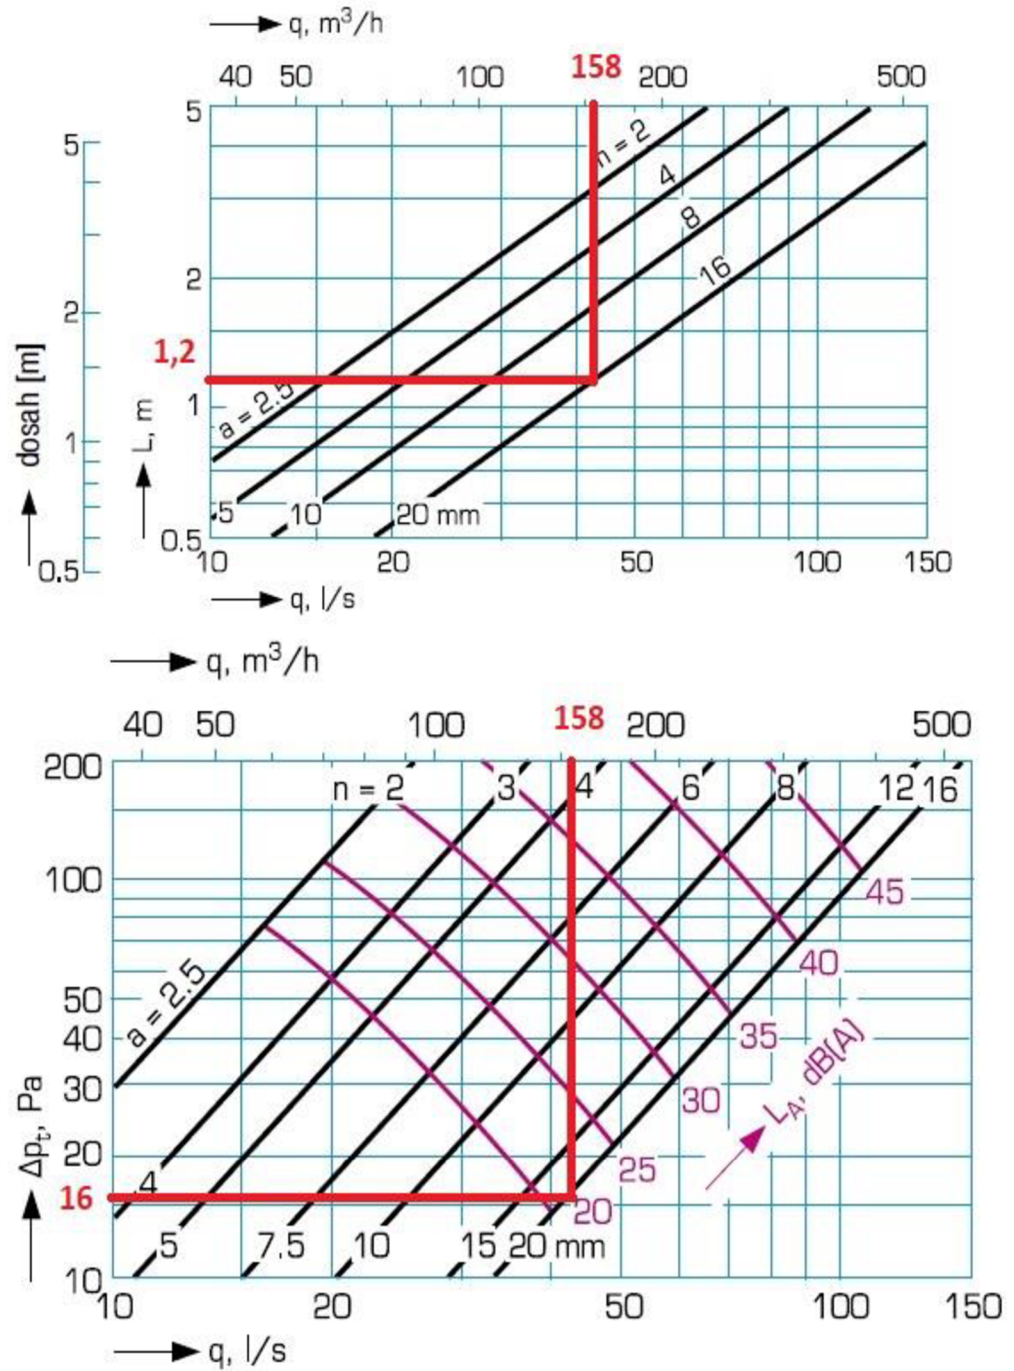 q, m³/h
40 50 100 158 200 500
5
5
n = 2
4
8
16
2
2
1,2
1
1
a = 2.5
5 10 20 mm
0.5
0.5
dosah [m]
L, m
10 20 50 100 150
q, l/s
q, m³/h
40 50 100 158 200 500
200
n = 2 3 4 6 8 12 16
100
45
40
a = 2.5
50
40
35
30
30
20
25
4
16
20
5 7.5 10 15 20 mm
10
Δpt, Pa
LA, dB(A)
10 20 50 100 150
q, l/s